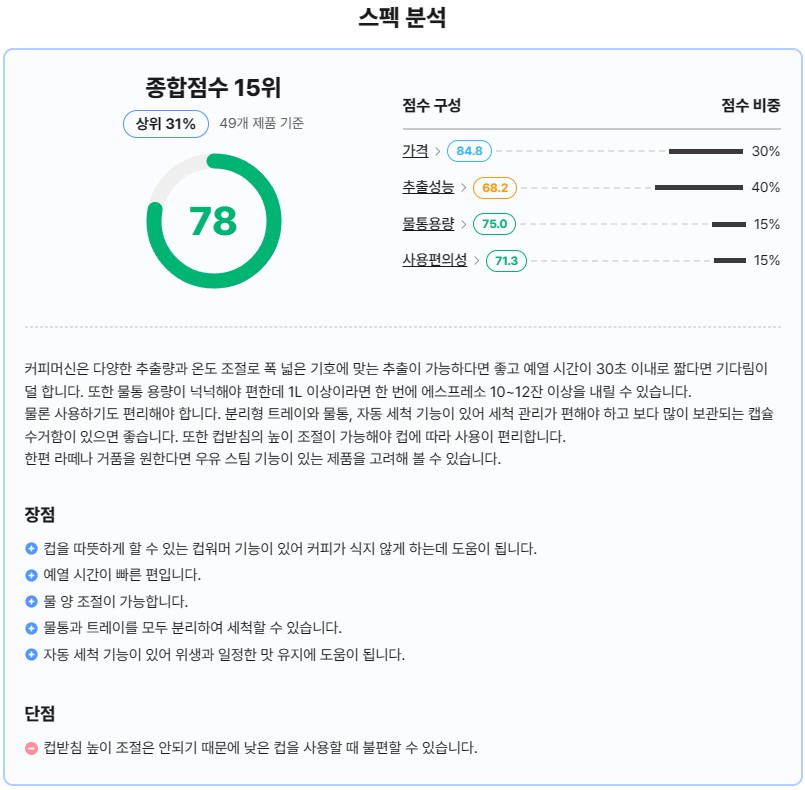 스펙 분석
종합점수 15위
상위 31% 49개 제품 기준
78
점수 구성 점수 비중
가격 84.8 30%
추출성능 68.2 40%
물통용량 75.0 15%
사용편의성 71.3 15%
커피머신은 다양한 추출량과 온도 조절로 폭 넓은 기호에 맞는 추출이 가능하다면 좋고 예열 시간이 30초 이내로 짧다면 기다림이
덜 합니다. 또한 물통 용량이 넉넉해야 편한데 1L 이상이라면 한 번에 에스프레소 10~12잔 이상을 내릴 수 있습니다.
물론 사용하기도 편리해야 합니다. 분리형 트레이와 물통, 자동 세척 기능이 있어 세척 관리가 편해야 하고 보다 많이 보관되는 캡슐
수거함이 있으면 좋습니다. 또한 컵받침의 높이 조절이 가능해야 컵에 따라 사용이 편리합니다.
한편 라떼나 거품을 원한다면 우유 스팀 기능이 있는 제품을 고려해 볼 수 있습니다.
장점
컵을 따뜻하게 할 수 있는 컵워머 기능이 있어 커피가 식지 않게 하는데 도움이 됩니다.
예열 시간이 빠른 편입니다.
물 양 조절이 가능합니다.
물통과 트레이를 모두 분리하여 세척할 수 있습니다.
자동 세척 기능이 있어 위생과 일정한 맛 유지에 도움이 됩니다.
단점
컵받침 높이 조절은 안되기 때문에 낮은 컵을 사용할 때 불편할 수 있습니다.